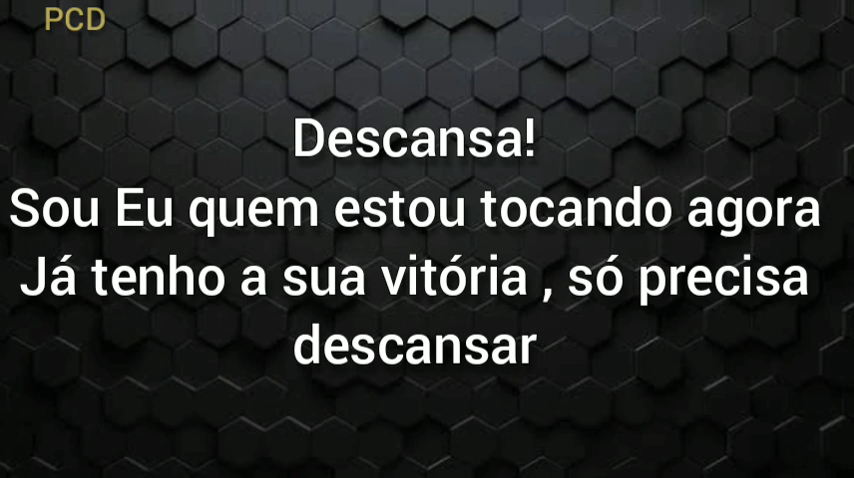 PCD
Descansa!
Sou Eu quem estou tocando agora
Já tenho a sua vitória , só precisa
descansar